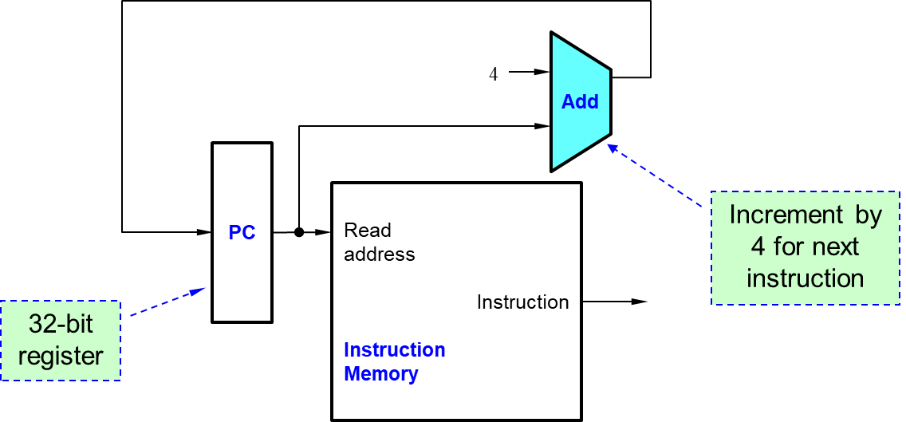 4
Add
PC
Read
address
Increment by
4 for next
instruction
Instruction
32-bit
register
Instruction
Memory